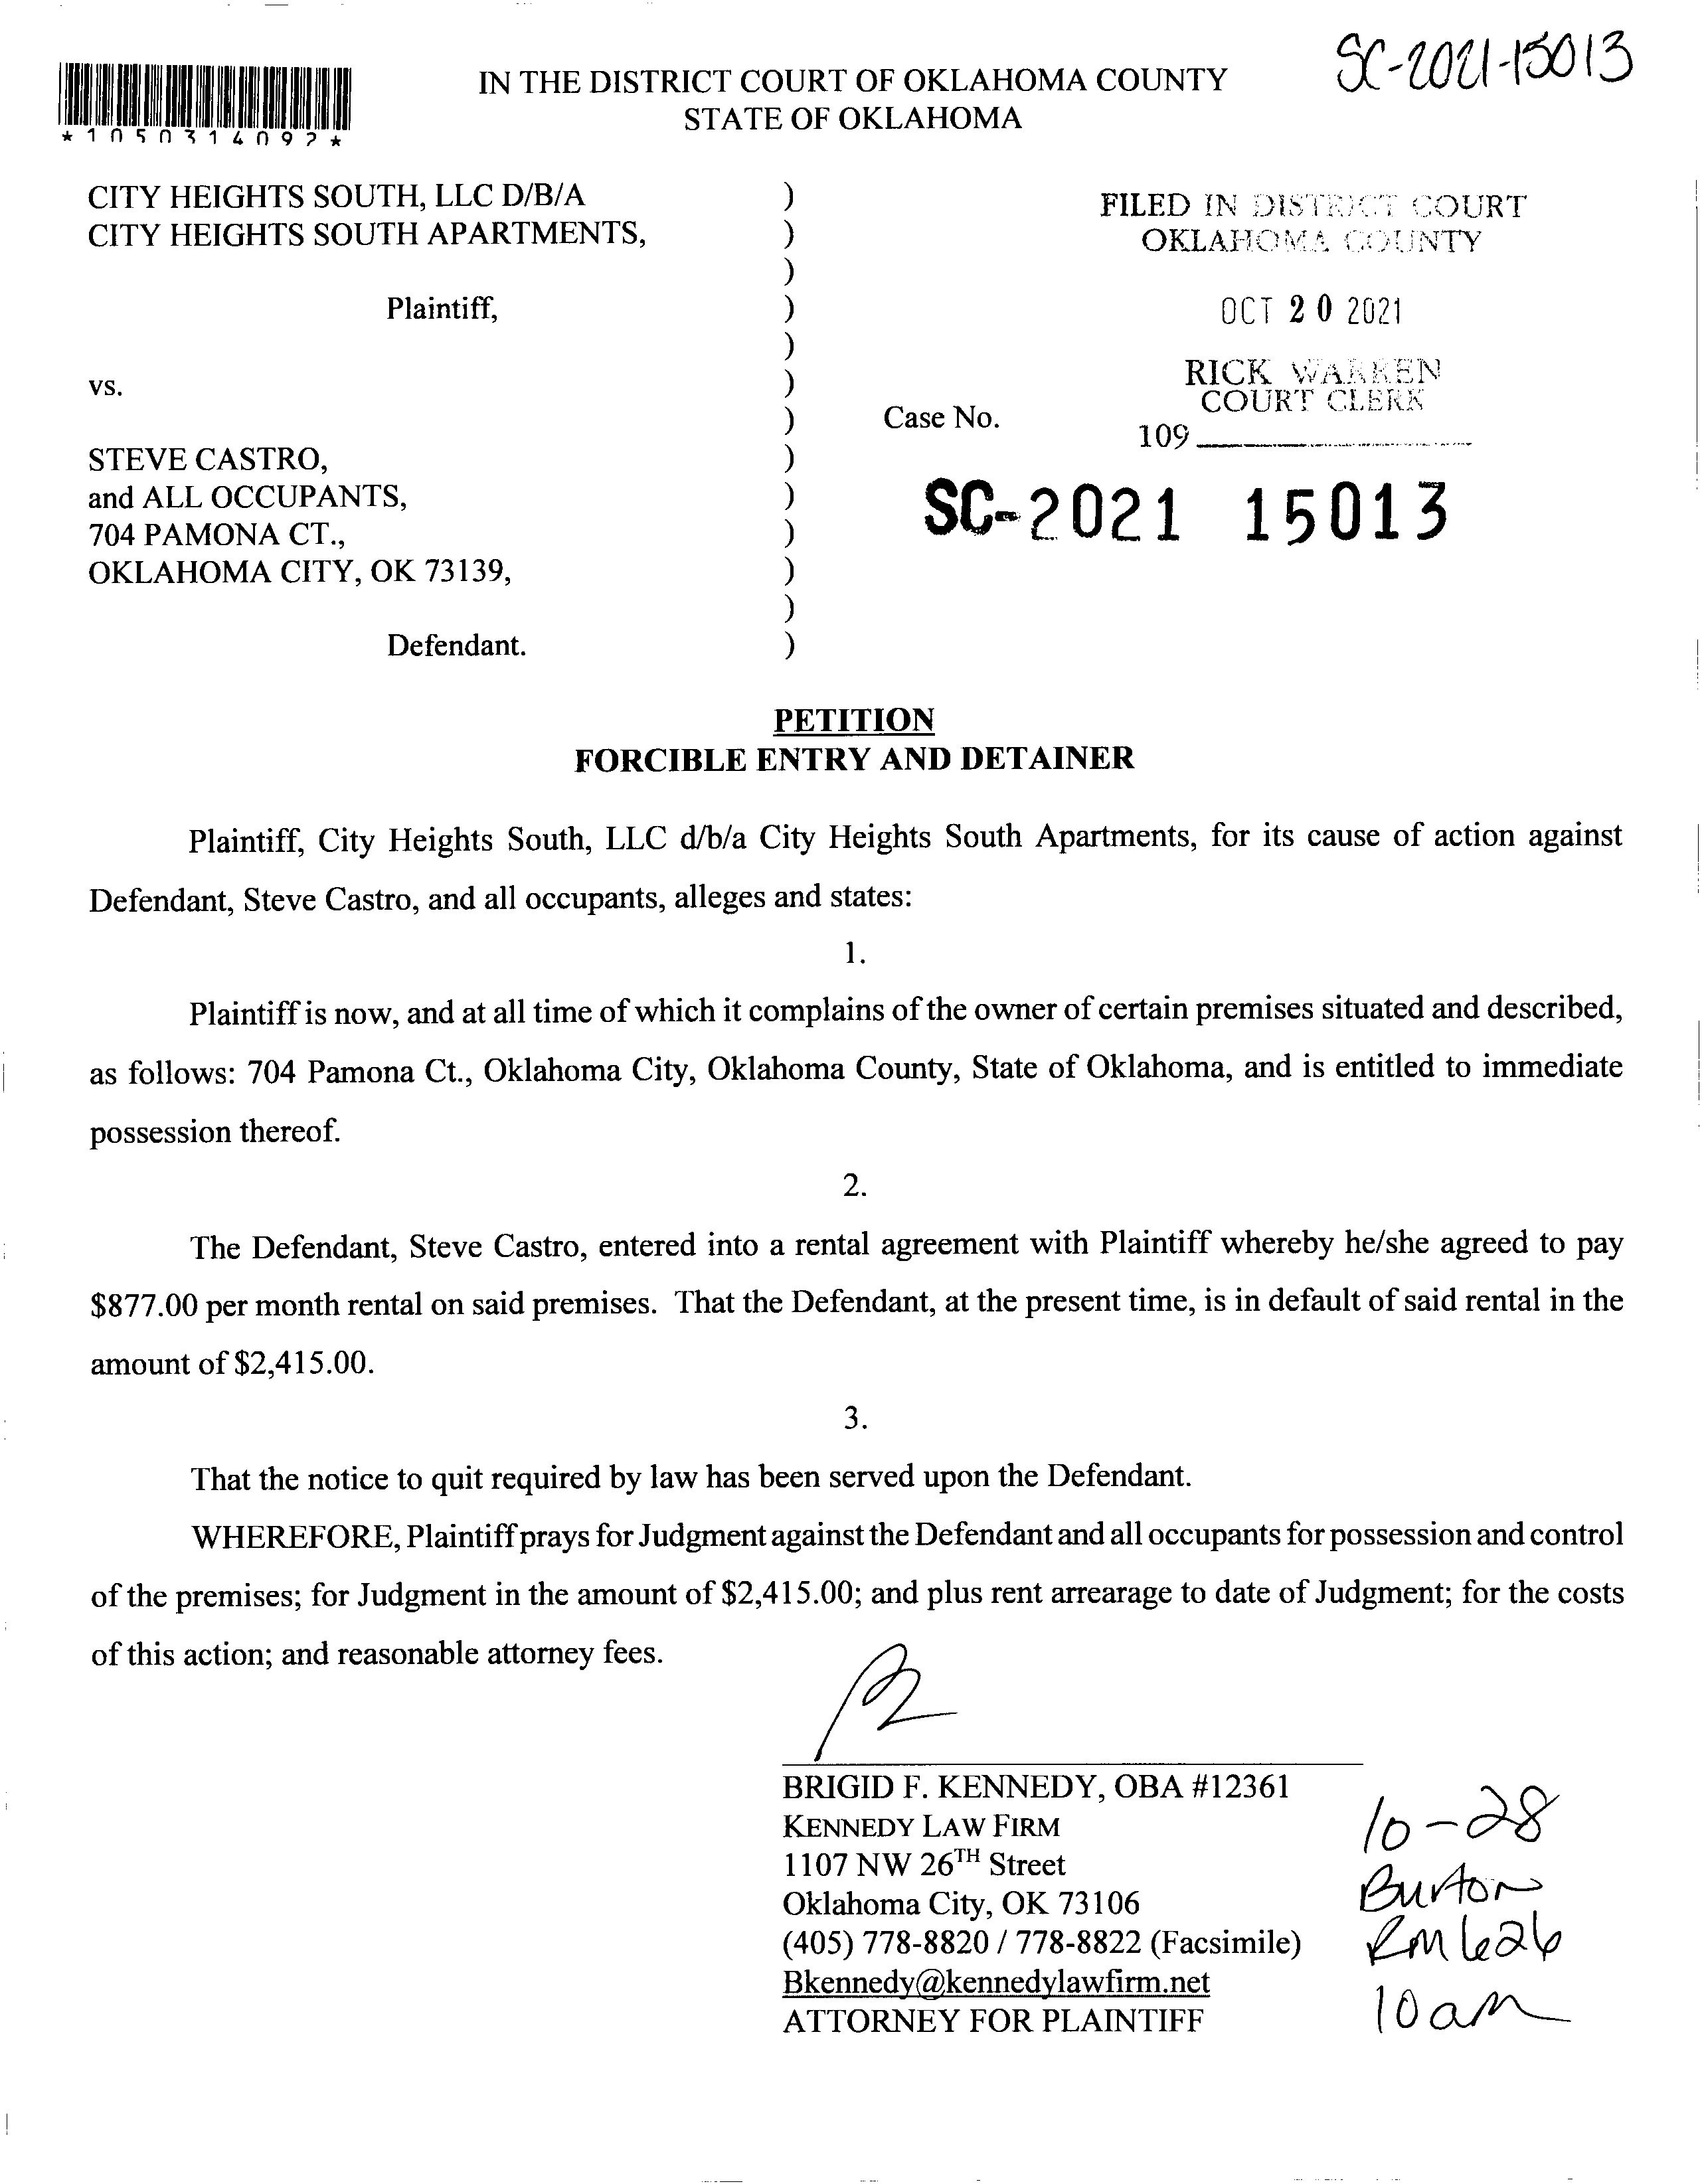 SC-2021-15013
*1050314092*
IN THE DISTRICT COURT OF OKLAHOMA COUNTY
STATE OF OKLAHOMA
CITY HEIGHTS SOUTH, LLC D/B/A )
CITY HEIGHTS SOUTH APARTMENTS, )
)
Plaintiff, )
)
vs. )
)
STEVE CASTRO, )
and ALL OCCUPANTS, )
704 PAMONA CT., )
OKLAHOMA CITY, OK 73139, )
)
Defendant. )
FILED IN DISTRICT COURT
OKLAHOMA COUNTY
OCT 20 2021
RICK WARREN
COURT CLERK
Case No.
109
SC-2021 15013
PETITION
FORCIBLE ENTRY AND DETAINER
Plaintiff, City Heights South, LLC d/b/a City Heights South Apartments, for its cause of action against
Defendant, Steve Castro, and all occupants, alleges and states:
1.
Plaintiff is now, and at all time of which it complains of the owner of certain premises situated and described,
as follows: 704 Pamona Ct., Oklahoma City, Oklahoma County, State of Oklahoma, and is entitled to immediate
possession thereof.
2.
The Defendant, Steve Castro, entered into a rental agreement with Plaintiff whereby he/she agreed to pay
$877.00 per month rental on said premises. That the Defendant, at the present time, is in default of said rental in the
amount of $2,415.00.
3.
That the notice to quit required by law has been served upon the Defendant.
WHEREFORE, Plaintiff prays for Judgment against the Defendant and all occupants for possession and control
of the premises; for Judgment in the amount of $2,415.00; and plus rent arrearage to date of Judgment; for the costs
of this action; and reasonable attorney fees.
BRIGID F. KENNEDY, OBA #12361
KENNEDY LAW FIRM
1107 NW 26TH Street
Oklahoma City, OK 73106
(405) 778-8820 / 778-8822 (Facsimile)
Bkennedy@kennedylawfirm.net
ATTORNEY FOR PLAINTIFF
10-28
Burton
RM 626
10am